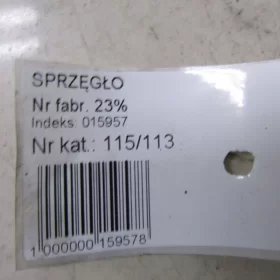 SPRZĘGŁO
Nr fabr. 23%
Indeks: 015957
Nr kat.: 115/113
1 000000 159578